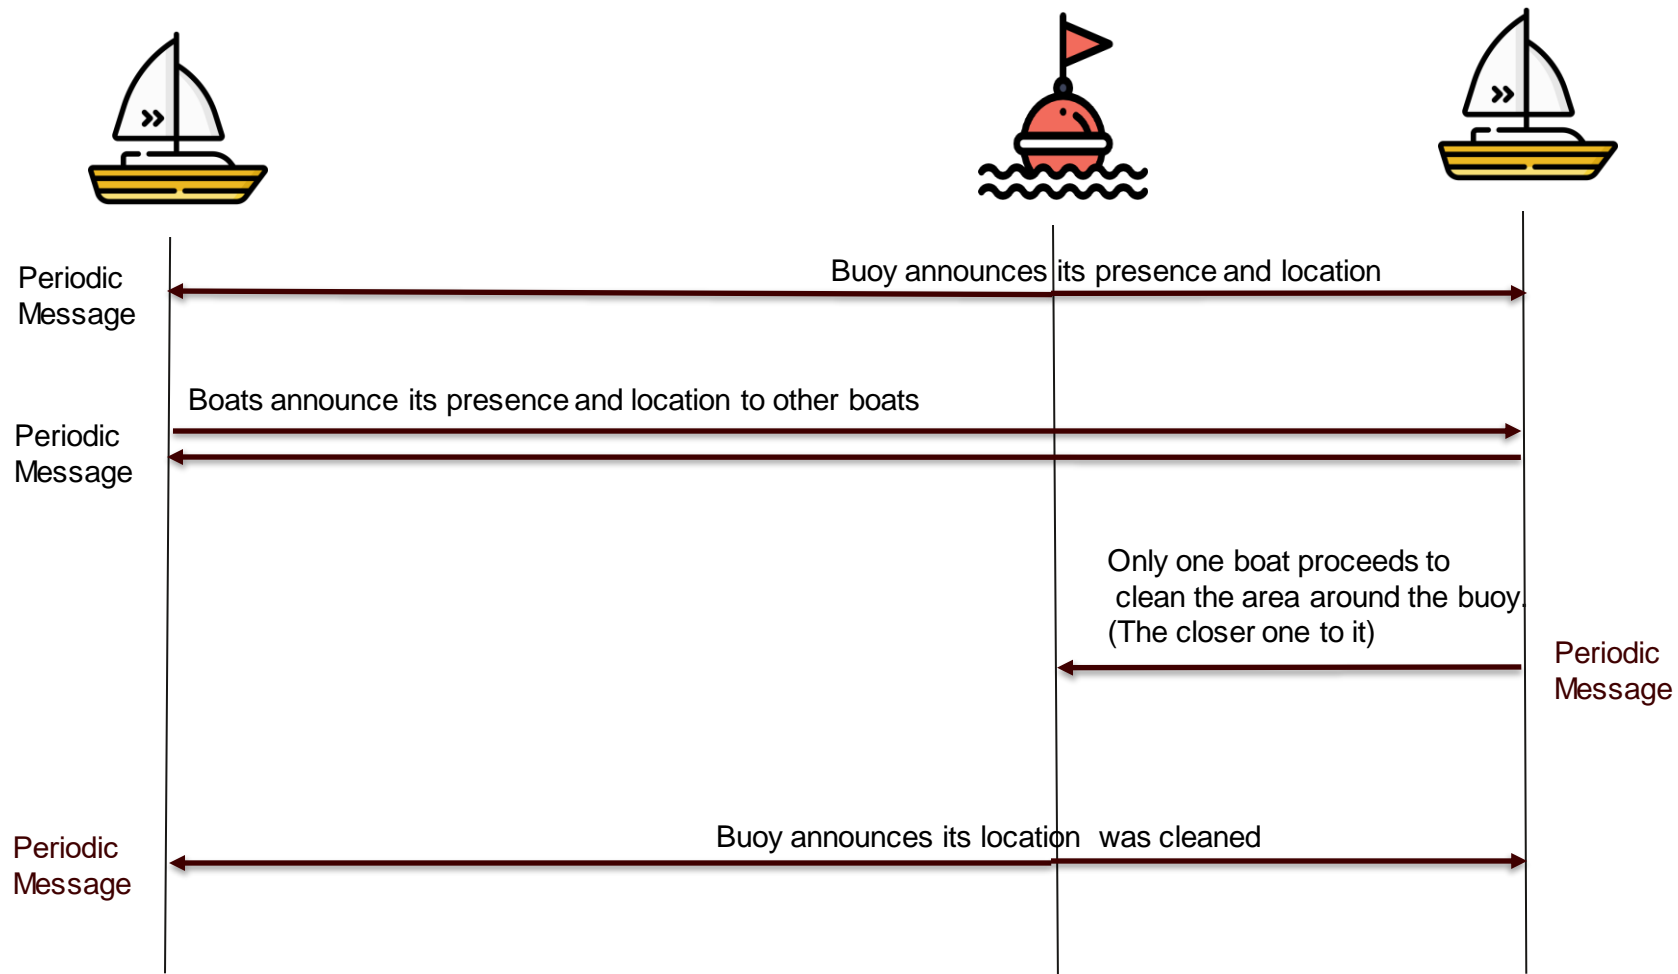 Buoy announces its presence and location
Periodic
Message
Boats announce its presence and location to other boats
Periodic
Message
Only one boat proceeds to
clean the area around the buoy.
(The closer one to it)
Periodic
Message
Buoy announces its location was cleaned
Periodic
Message